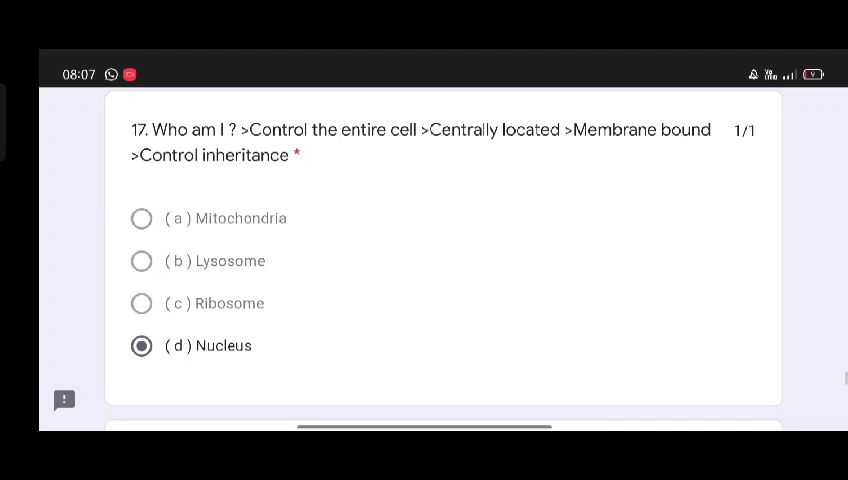 08:07
17. Who am I ? >Control the entire cell >Centrally located >Membrane bound 1/1
>Control inheritance *
( a ) Mitochondria
( b ) Lysosome
( c ) Ribosome
( d ) Nucleus
!